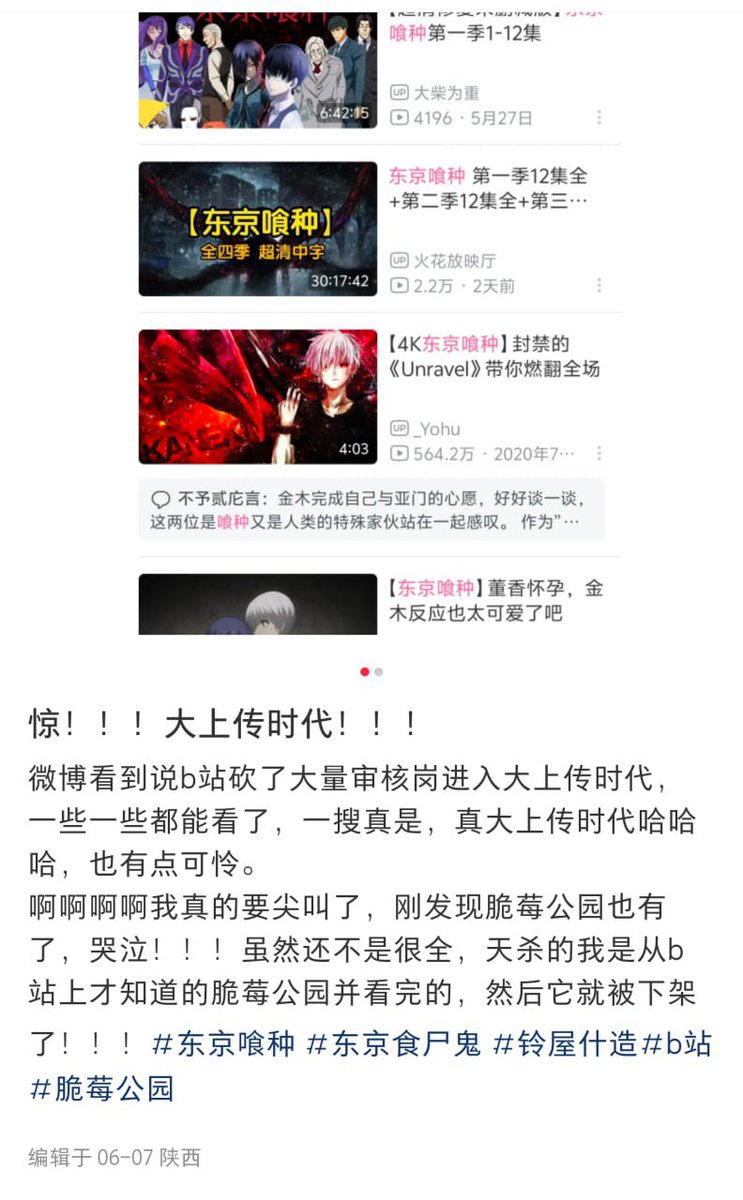 东京喰种
喰种第一季1-12集
6:42:15
UP 大柴为重
4196 · 5月27日
【东京喰种】
全四季 超清中字
30:17:42
东京喰种 第一季12集全
+第二季12集全+第三…
UP 火花放映厅
2.2万 · 2天前
KANEKI
4:03
【4K东京喰种】封禁的
《Unravel》带你燃翻全场
UP _Yohu
564.2万 · 2020年7…
不予贰庀言：金木完成自己与亚门的心愿，好好谈一谈，
这两位是喰种又是人类的特殊家伙站在一起感叹。 作为”…
【东京喰种】董香怀孕，金
木反应也太可爱了吧
惊！！！大上传时代！！！
微博看到说b站砍了大量审核岗进入大上传时代，
一些一些都能看了，一搜真是，真大上传时代哈哈
哈，也有点可怜。
啊啊啊啊我真的要尖叫了，刚发现脆莓公园也有
了，哭泣！！！虽然还不是很全，天杀的我是从b
站上才知道的脆莓公园并看完的，然后它就被下架
了！！！#东京喰种 #东京食尸鬼 #铃屋什造#b站
#脆莓公园
编辑于 06-07 陕西